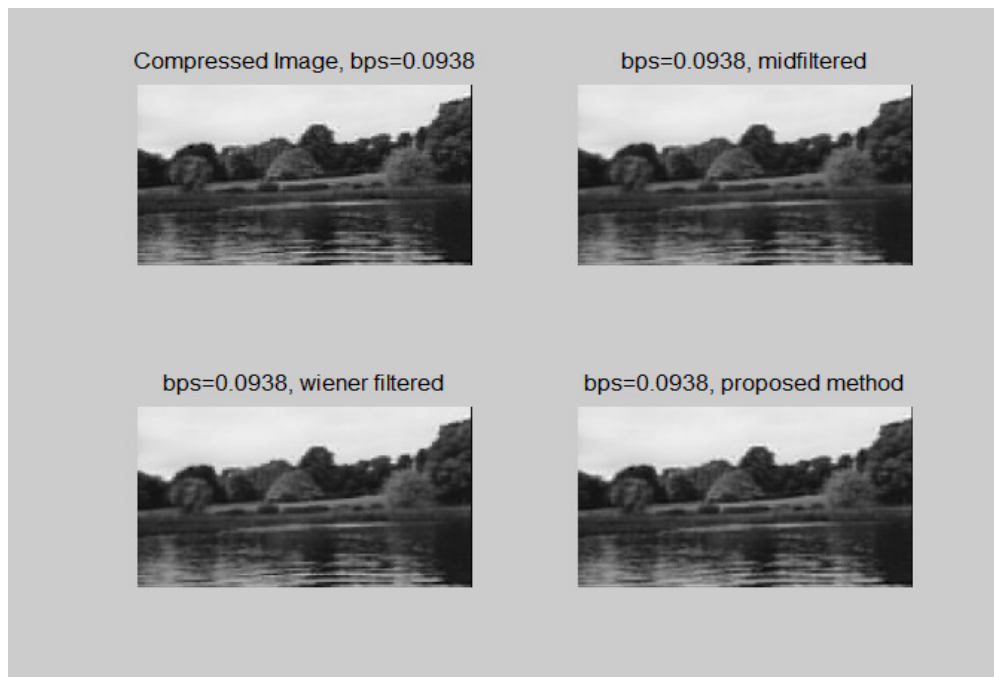 Compressed Image, bps=0.0938
bps=0.0938, midfiltered
bps=0.0938, wiener filtered
bps=0.0938, proposed method